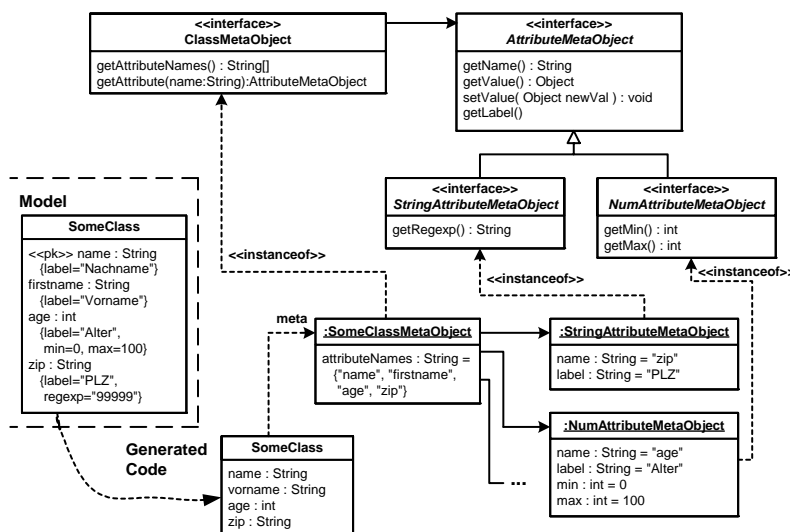 <<interface>>
ClassMetaObject
getAttributeNames() : String[]
getAttribute(name:String):AttributeMetaObject
<<interface>>
AttributeMetaObject
getName() : String
getValue() : Object
setValue( Object newVal ) : void
getLabel()
<<interface>>
StringAttributeMetaObject
getRegexp() : String
<<interface>>
NumAttributeMetaObject
getMin() : int
getMax() : int
Model
SomeClass
<<pk>> name : String
{label="Nachname"}
firstname : String
{label="Vorname"}
age : int
{label="Alter",
min=0, max=100}
zip : String
{label="PLZ",
regexp="99999"}
<<instanceof>>
<<instanceof>>
<<instanceof>>
meta
:SomeClassMetaObject
attributeNames : String =
{"name", "firstname",
"age", "zip"}
:StringAttributeMetaObject
name : String = "zip"
label : String = "PLZ"
:NumAttributeMetaObject
name : String = "age"
label : String = "Alter"
min : int = 0
max : int = 100
...
Generated
Code
SomeClass
name : String
vorname : String
age : int
zip : String